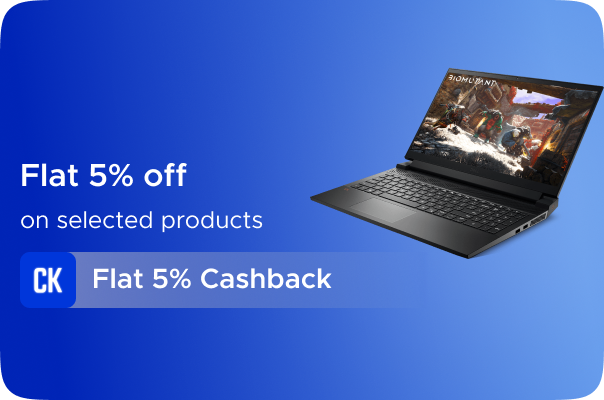 BIOMUTANT
Flat 5% off
on selected products
CK
Flat 5% Cashback